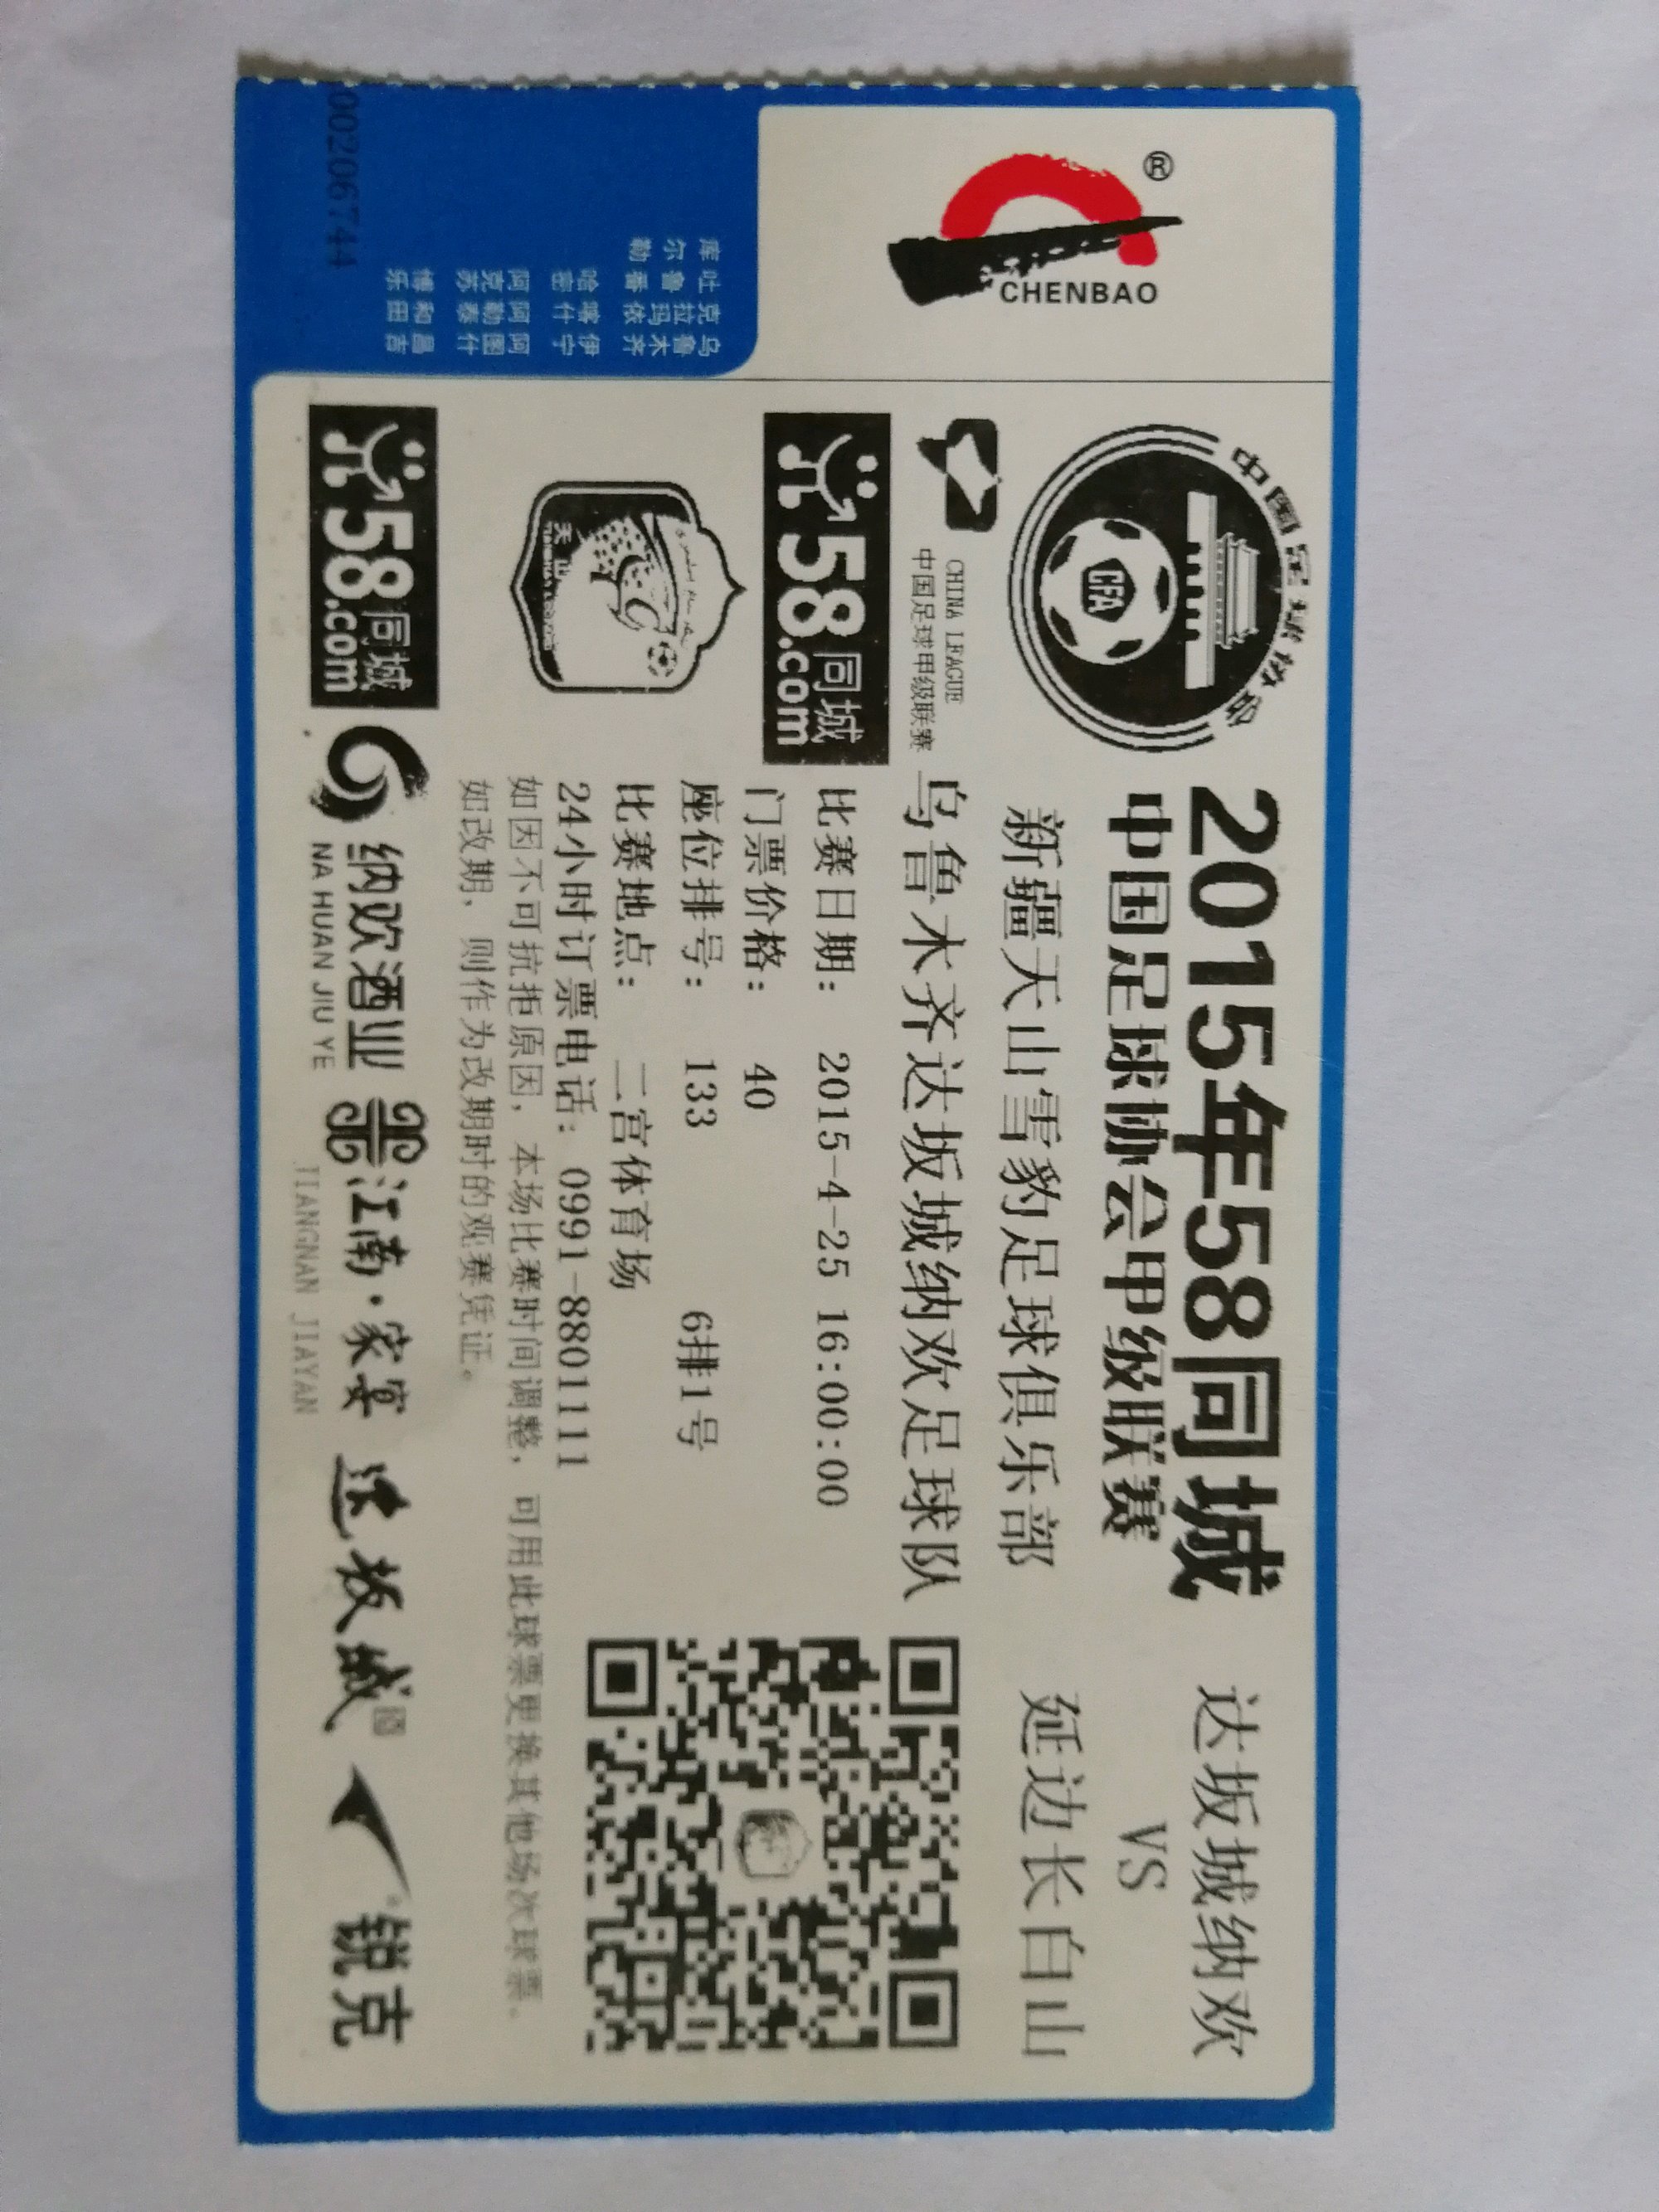 ®
CHENBAO
乌鲁木齐 克拉玛依 吐鲁番 库尔勒
伊宁 喀什 哈密
阿图什 阿勒泰 阿克苏
昌吉 和田 博乐
00206744
中国足球协会
CFA
CHINA LEAGUE
中国足球甲级联赛
58同城
.com
天山
2015年58同城
中国足球协会甲级联赛
新疆天山雪豹足球俱乐部
乌鲁木齐达坂城纳欢足球队
比赛日期： 2015-4-25 16:00:00
门票价格： 40
座位排号： 133 6排1号
比赛地点： 二宫体育场
24小时订票电话：0991-8801111
如因不可抗拒原因，本场比赛时间调整，可用此球票更换其他场次球票。
如改期，则作为改期时的观赛凭证。
达坂城纳欢
VS
延边长白山
58同城
.com
纳欢酒业
NA HUAN JIU YE
江南·家宴
JIANGNAN JIAYAN
达坂城
锐克